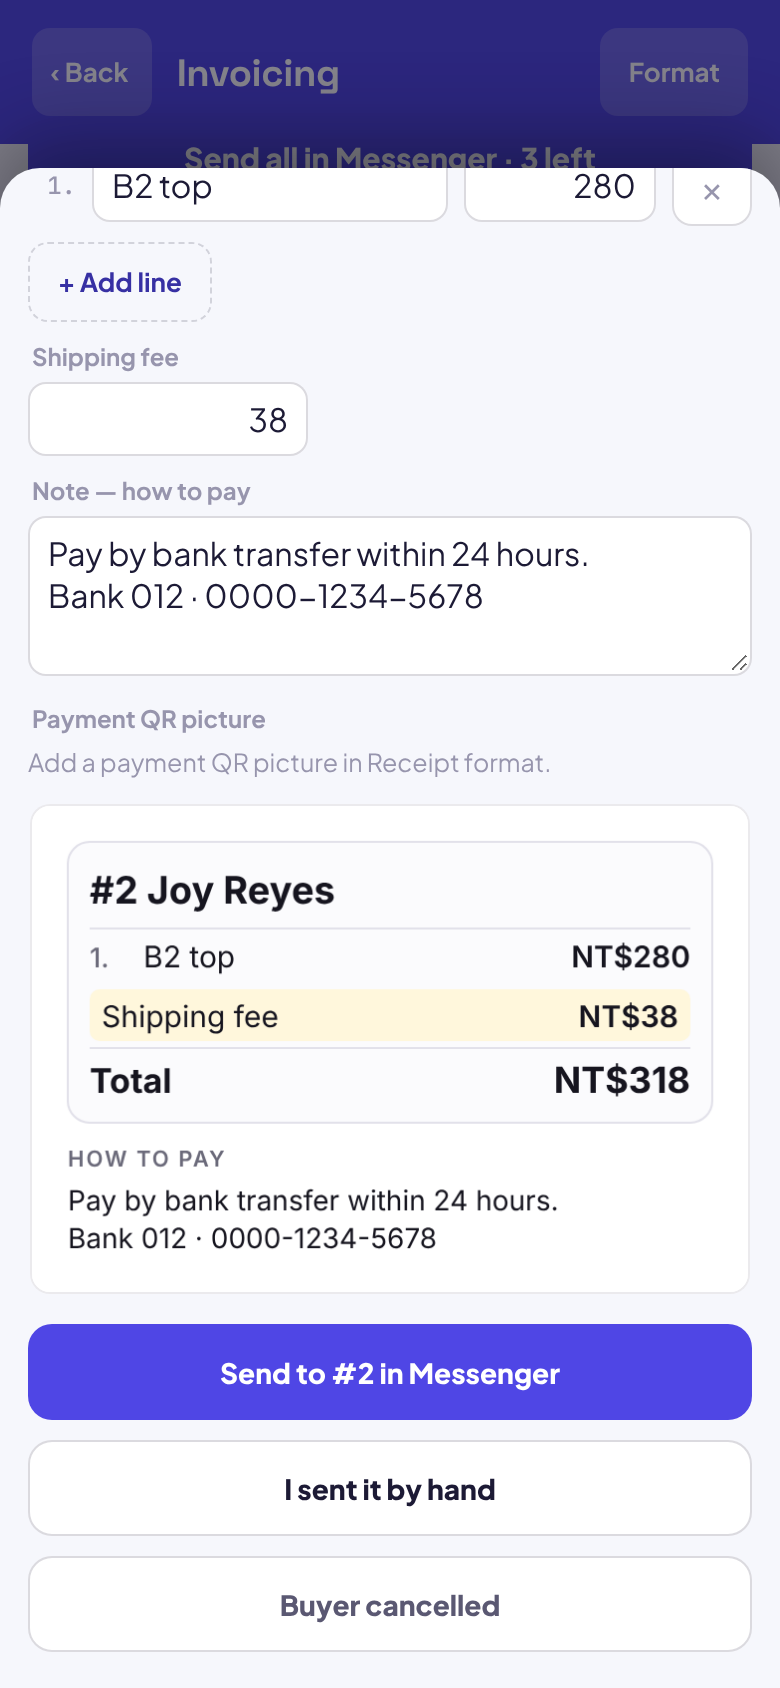 ‹ Back
Invoicing
Format
Send all in Messenger · 3 left
1.
B2 top
280
×
+ Add line
Shipping fee
38
Note — how to pay
Pay by bank transfer within 24 hours.
Bank 012 · 0000-1234-5678
Payment QR picture
Add a payment QR picture in Receipt format.
#2 Joy Reyes
1. B2 top NT$280
Shipping fee NT$38
Total NT$318
HOW TO PAY
Pay by bank transfer within 24 hours.
Bank 012 · 0000-1234-5678
Send to #2 in Messenger
I sent it by hand
Buyer cancelled